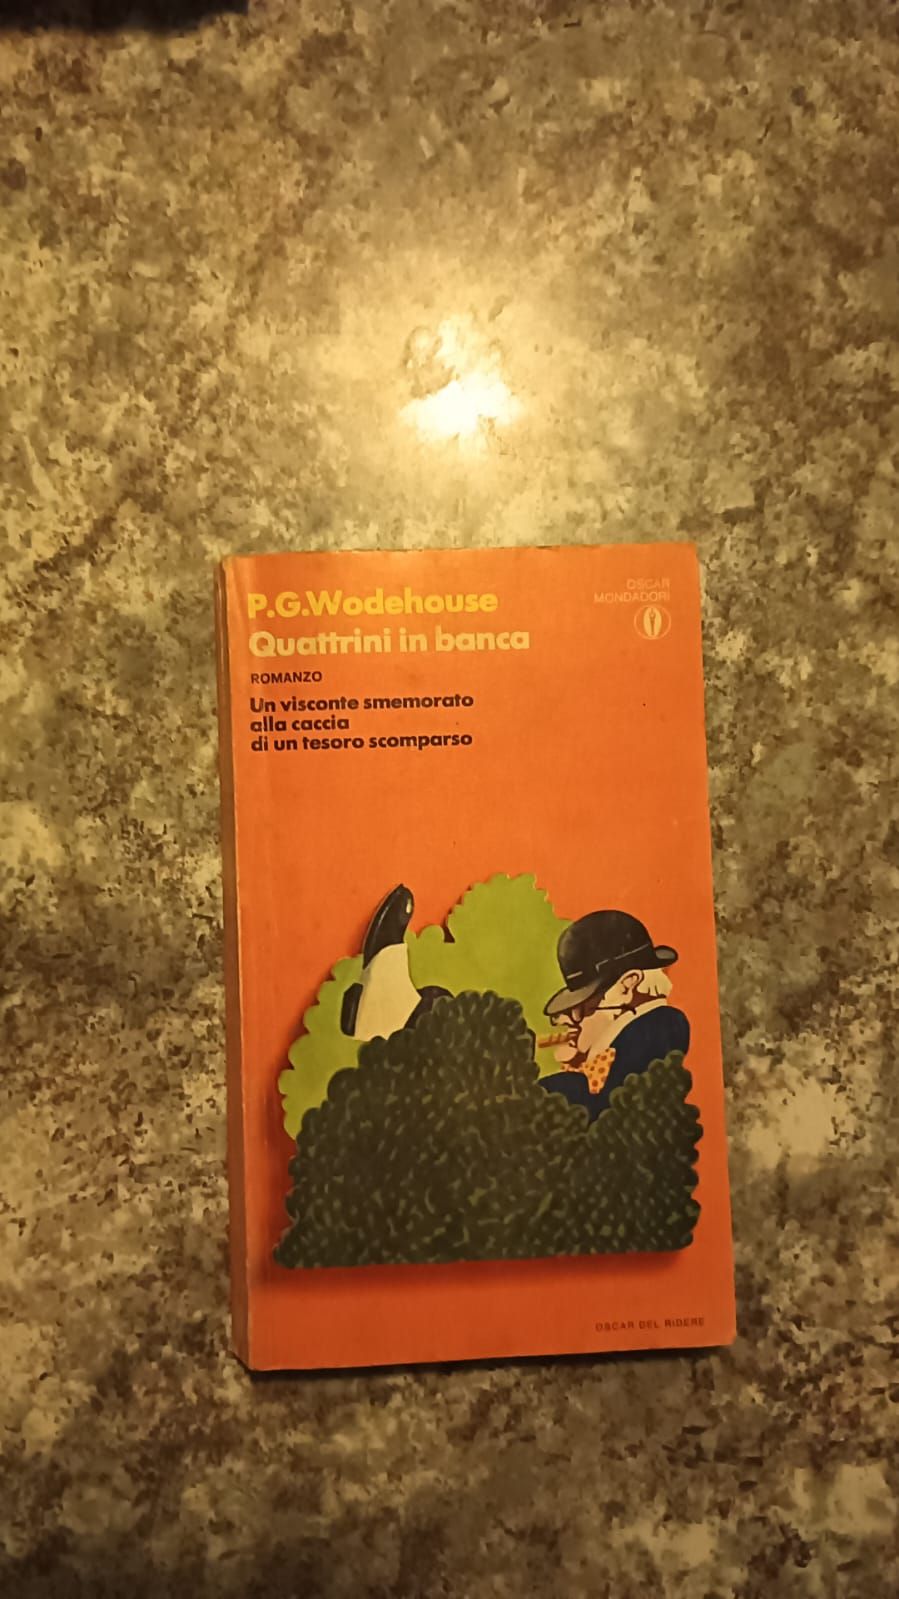 P.G.Wodehouse
Quattrini in banca
ROMANZO
Un visconte smemorato
alla caccia
di un tesoro scomparso
OSCAR
MONDADORI
OSCAR DEL RIDERE